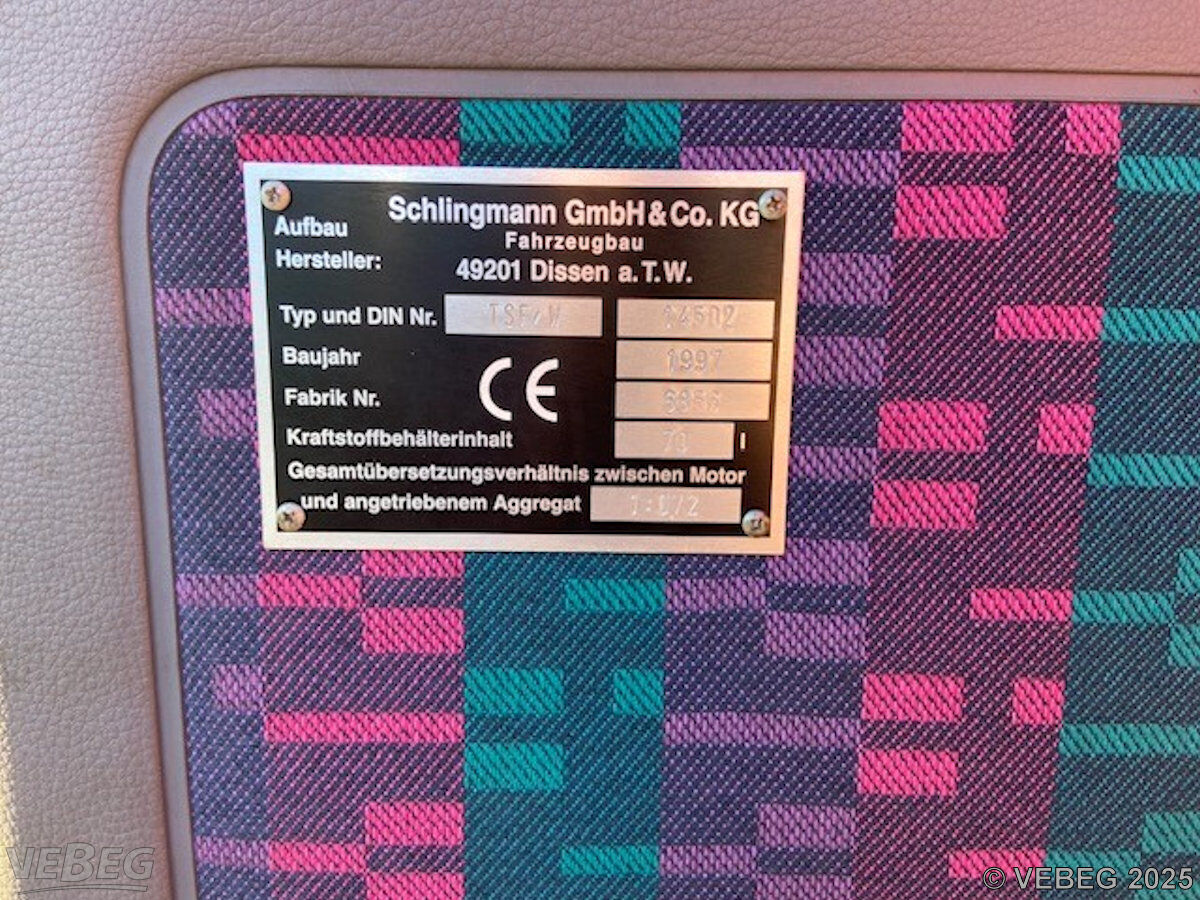 Schlingmann GmbH & Co. KG
Aufbau
Fahrzeugbau
Hersteller:
49201 Dissen a.T.W.
Typ und DIN Nr. TSF/W 14502
Baujahr 1997
CE
Fabrik Nr.
Kraftstoffbehälterinhalt 70 l
Gesamtübersetzungsverhältnis zwischen Motor
und angetriebenem Aggregat
VEBEG
© VEBEG 2025